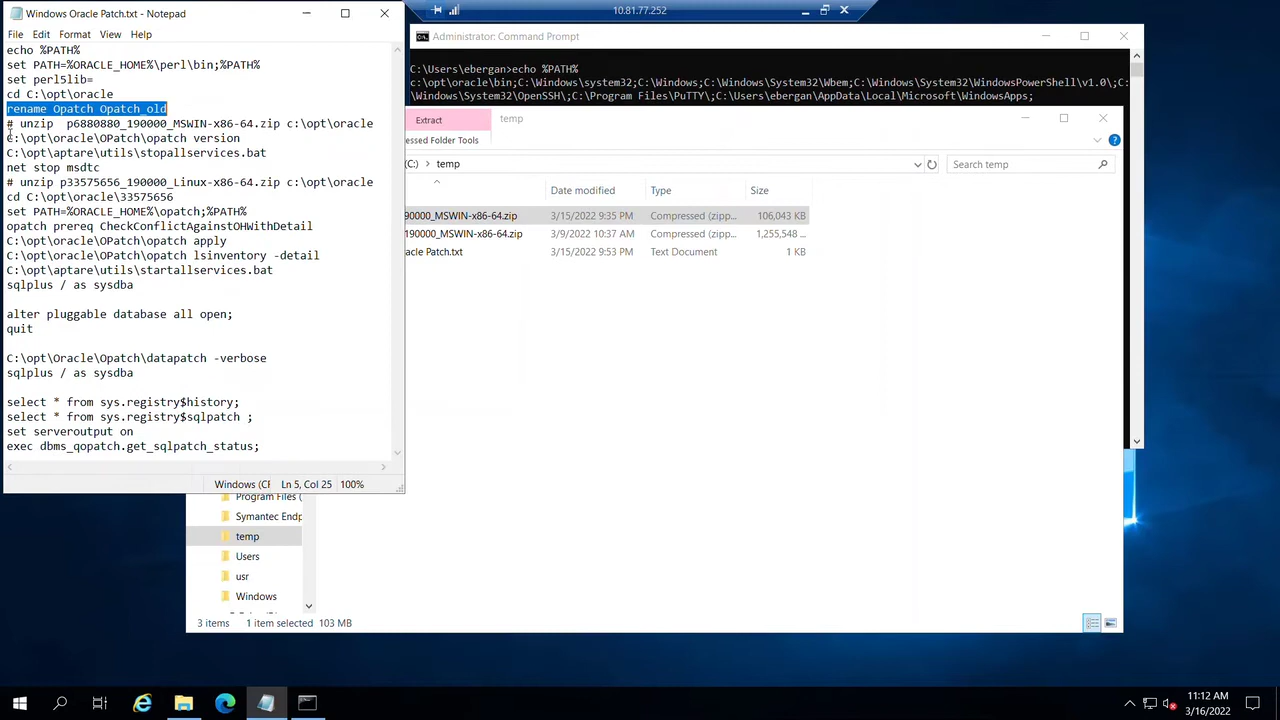 Windows Oracle Patch.txt - Notepad
File Edit Format View Help
echo %PATH%
set PATH=%ORACLE_HOME%\perl\bin;%PATH%
set perl5lib=
cd C:\opt\oracle
rename Opatch Opatch_old
# unzip  p6880880_190000_MSWIN-x86-64.zip c:\opt\oracle
C:\opt\oracle\OPatch\opatch version
C:\opt\aptare\utils\stopallservices.bat
net stop msdtc
# unzip p33575656_190000_Linux-x86-64.zip c:\opt\oracle
cd C:\opt\oracle\33575656
set PATH=%ORACLE_HOME%\opatch;%PATH%
opatch prereq CheckConflictAgainstOHWithDetail
C:\opt\oracle\OPatch\opatch apply
C:\opt\oracle\OPatch\opatch lsinventory -detail
C:\opt\aptare\utils\startallservices.bat
sqlplus / as sysdba
alter pluggable database all open;
quit
C:\opt\Oracle\Opatch\datapatch -verbose
sqlplus / as sysdba
select * from sys.registry$history;
select * from sys.registry$sqlpatch ;
set serveroutput on
exec dbms_qopatch.get_sqlpatch_status;
Windows (CR Ln 5, Col 25 100%
10.81.77.252
Administrator: Command Prompt
C:\Users\ebergan>echo %PATH%
c:\opt\oracle\bin;C:\Windows\system32;C:\Windows;C:\Windows\System32\Wbem;C:\Windows\System32\WindowsPowerShell\v1.0\;C:
\Windows\System32\OpenSSH\;C:\Program Files\PuTTY\;C:\Users\ebergan\AppData\Local\Microsoft\WindowsApps;
Extract temp
essed Folder Tools
(C:) temp
Search temp
Date modified Type Size
90000_MSWIN-x86-64.zip 3/15/2022 9:35 PM Compressed (zipp... 106,043 KB
190000_MSWIN-x86-64.zip 3/9/2022 10:37 AM Compressed (zipp... 1,255,548 ...
acle Patch.txt 3/15/2022 9:53 PM Text Document 1 KB
Program Files (
Symantec Endp
temp
Users
usr
Windows
3 items 1 item selected 103 MB
11:12 AM
3/16/2022